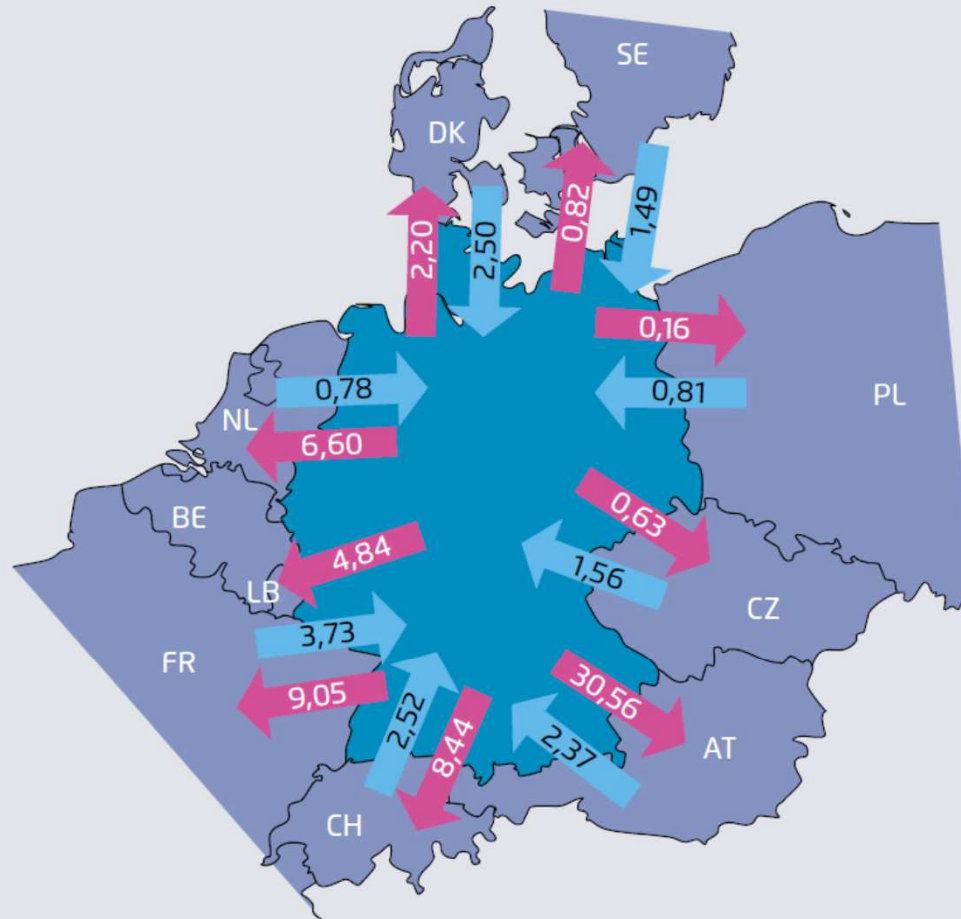 SE
DK
2,20
2,50
0,82
1,49
0,16
0,81
PL
0,78
NL
6,60
BE
4,84
LB
0,63
1,56
CZ
3,73
FR
9,05
2,52
8,44
30,56
2,37
AT
CH